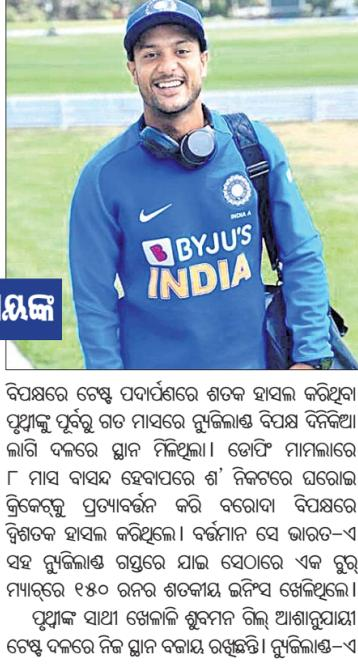 INDIA A
BYJU'S
INDIA
ବିପକ୍ଷରେ ଟେଷ୍ଟ ପଦାର୍ପଣରେ ଶତକ ହାସଲ କରିଥିବା
ପୃଥ୍ୱୀଙ୍କୁ ପୂର୍ବରୁ ଗତ ମାସରେ ନ୍ୟୁଜିଲାଣ୍ଡ ବିପକ୍ଷ ଦିନିକିଆ
ଲାଗି ଦଳରେ ସ୍ଥାନ ମିଳିଥିଲା। ଡୋପିଂ ମାମଲାରେ
୮ ମାସ ବାସନ୍ଦ ହେବାପରେ ଶ' ନିକଟରେ ଘରୋଇ
କ୍ରିକେଟ୍‌କୁ ପ୍ରତ୍ୟାବର୍ତ୍ତନ କରି ବରୋଦା ବିପକ୍ଷରେ
ଦ୍ୱିଶତକ ହାସଲ କରିଥିଲେ। ବର୍ତ୍ତମାନ ସେ ଭାରତ-ଏ
ସହ ନ୍ୟୁଜିଲାଣ୍ଡ ଗସ୍ତରେ ଯାଇ ସେଠାରେ ଏକ ଟୁର୍
ମ୍ୟାଚ୍‌ରେ ୧୫୦ ରନର ଶତକୀୟ ଇନିଂସ ଖେଳିଥିଲେ।
ପୃଥ୍ୱୀଙ୍କ ସାଥୀ ଖେଳାଳି ଶୁବମନ ଗିଲ୍ ଆଶାନୁଯାୟୀ
ଟେଷ୍ଟ ଦଳରେ ନିଜ ସ୍ଥାନ ବଜାୟ ରଖିଛନ୍ତି। ନ୍ୟୁଜିଲାଣ୍ଡ-ଏ